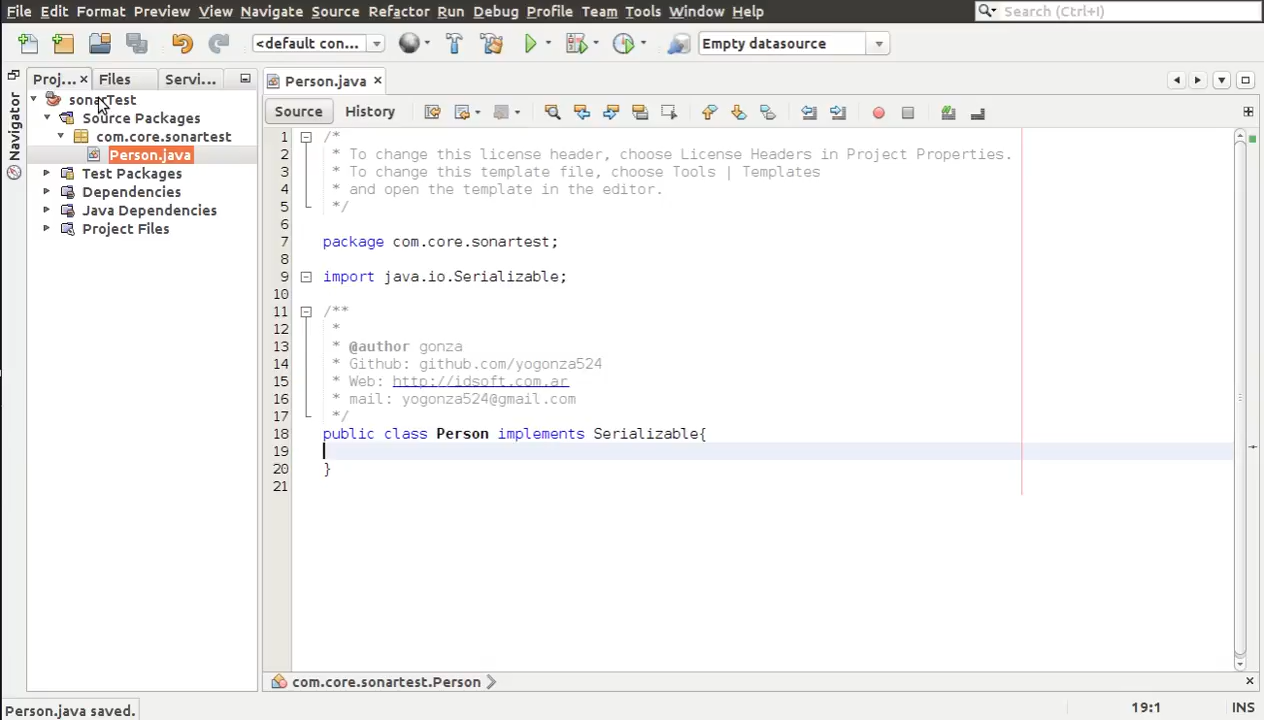 File Edit Format Preview View Navigate Source Refactor Run Debug Profile Team Tools Window Help
Search (Ctrl+I)
<default con...
Empty datasource
Proj...
Files
Servi...
Person.java
Navigator
sonarTest
Source Packages
com.core.sonartest
Person.java
Test Packages
Dependencies
Java Dependencies
Project Files
Source
History
1 /*
2 * To change this license header, choose License Headers in Project Properties.
3 * To change this template file, choose Tools | Templates
4 * and open the template in the editor.
5 */
6
7 package com.core.sonartest;
8
9 import java.io.Serializable;
10
11 /**
12 *
13 * @author gonza
14 * Github: github.com/yogonza524
15 * Web: http://idsoft.com.ar
16 * mail: yogonza524@gmail.com
17 */
18 public class Person implements Serializable{
19
20 }
21
com.core.sonartest.Person
Person.java saved.
19:1
INS